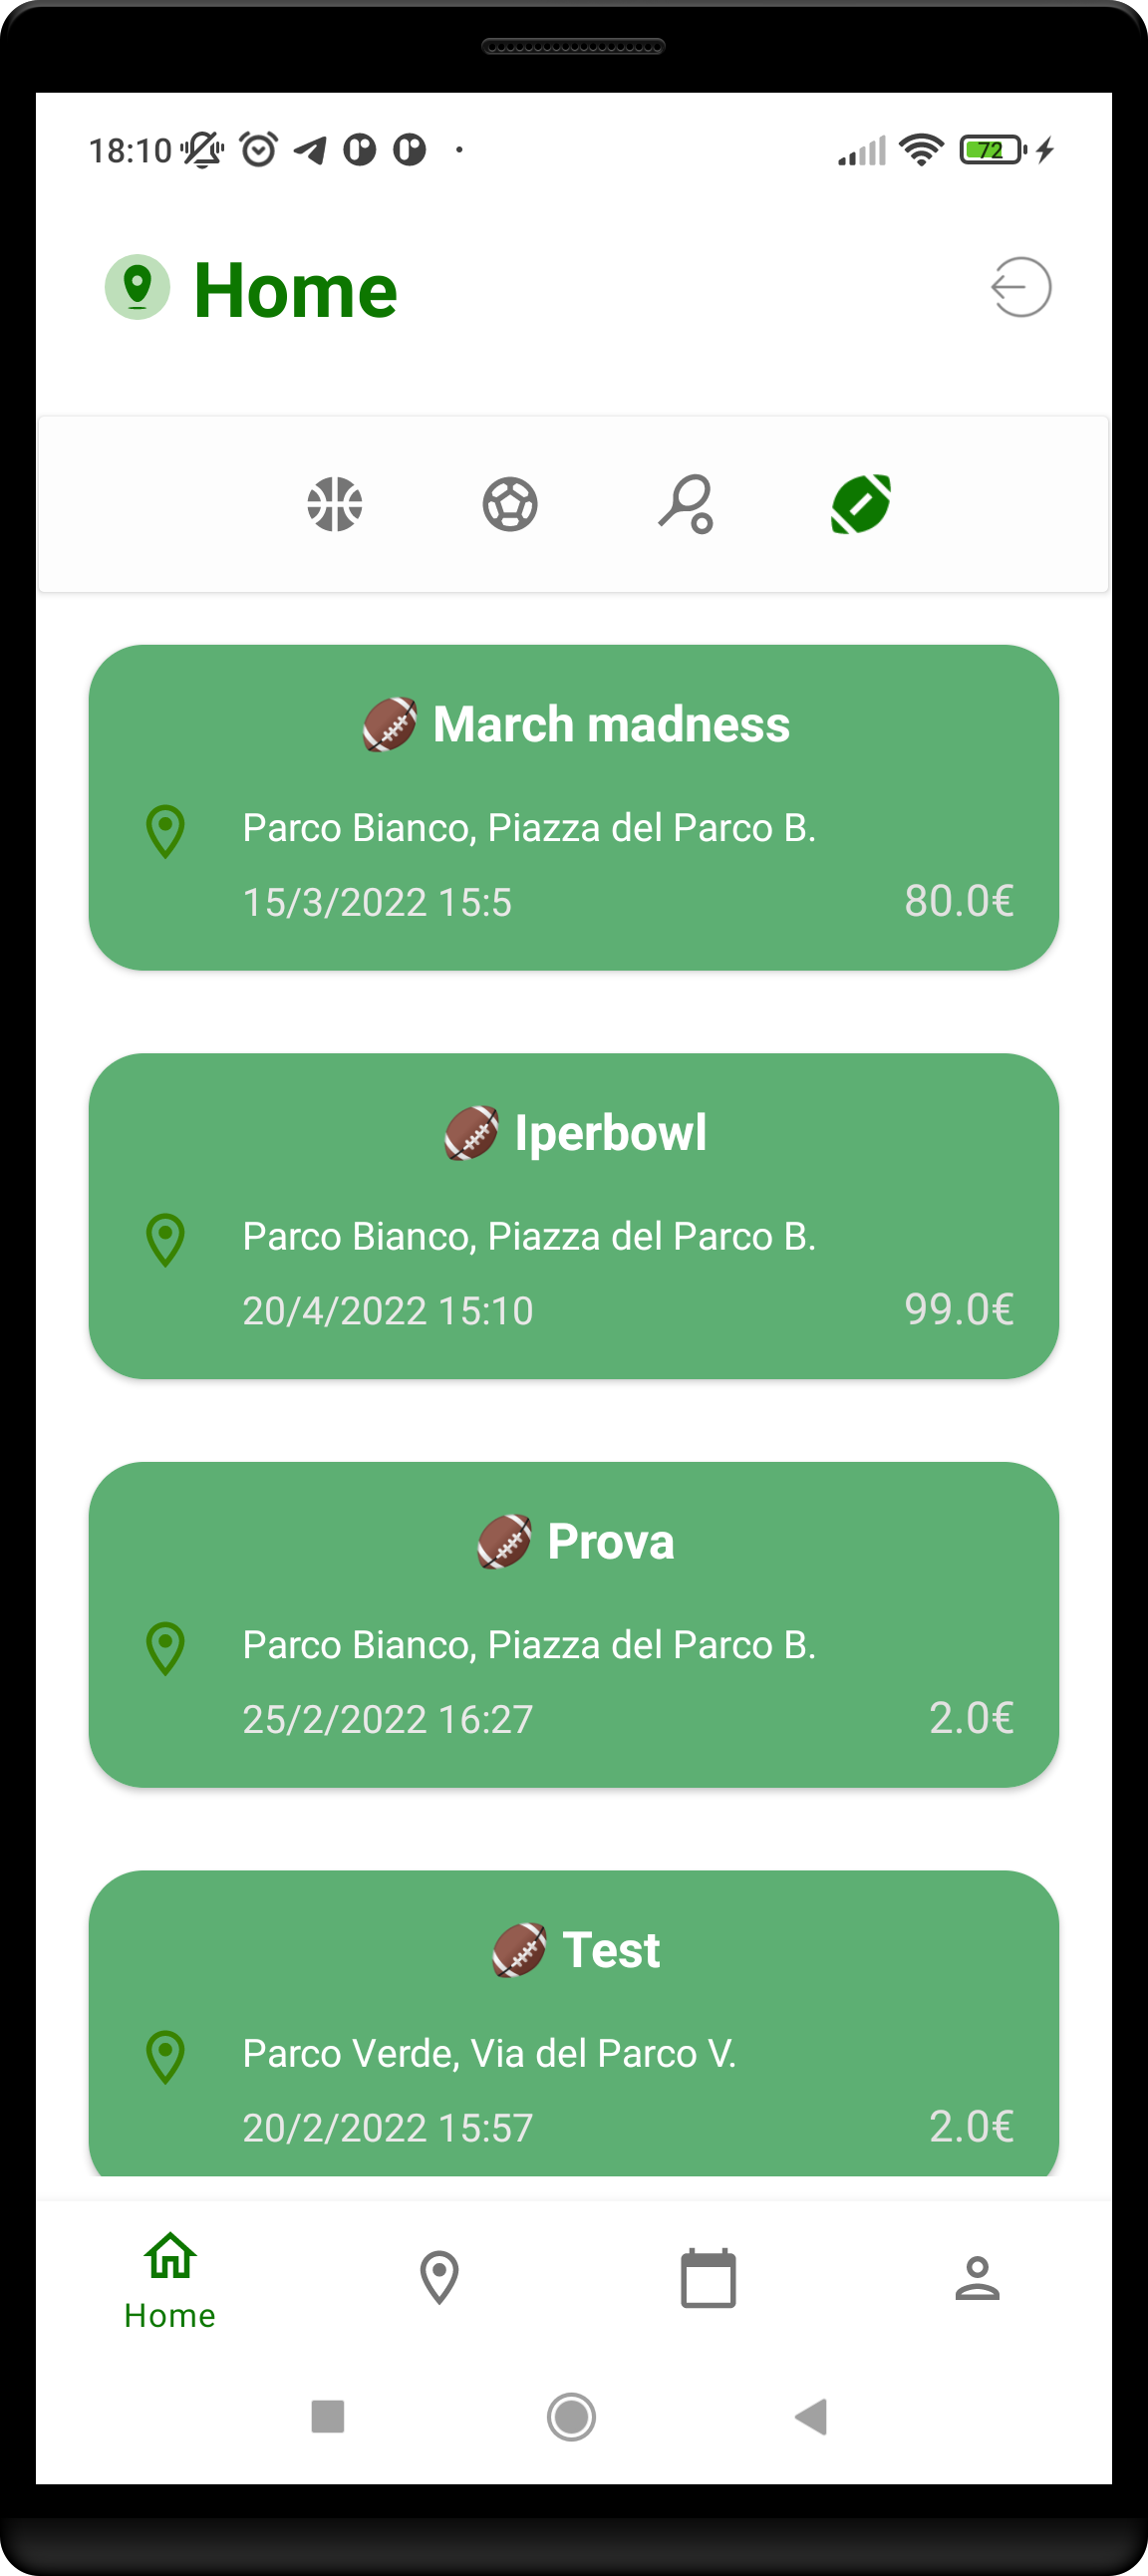 18:10
72
Home
March madness
Parco Bianco, Piazza del Parco B.
15/3/2022 15:5
80.0€
Iperbowl
Parco Bianco, Piazza del Parco B.
20/4/2022 15:10
99.0€
Prova
Parco Bianco, Piazza del Parco B.
25/2/2022 16:27
2.0€
Test
Parco Verde, Via del Parco V.
20/2/2022 15:57
2.0€
Home